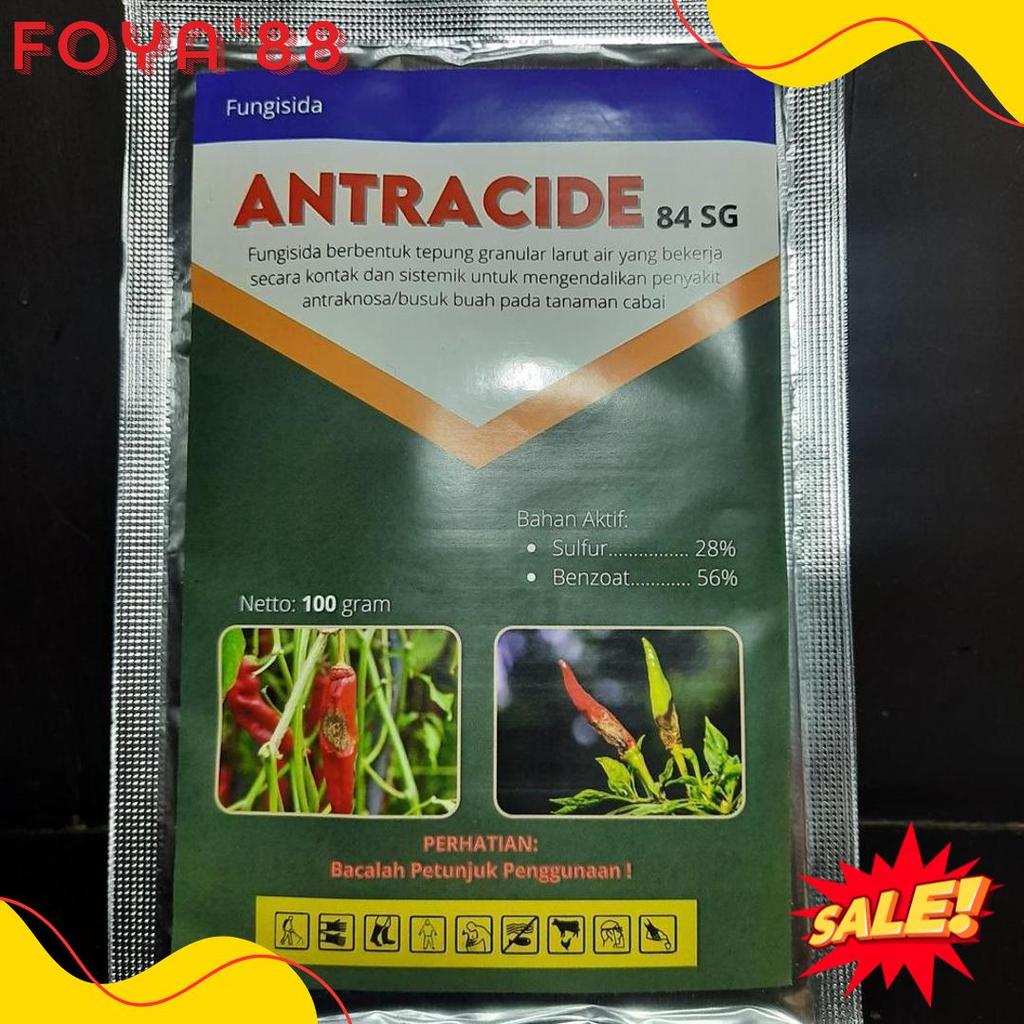 FOYA'88
Fungisida
ANTRACIDE 84 SG
Fungisida berbentuk tepung granular larut air yang bekerja
secara kontak dan sistemik untuk mengendalikan penyakit
antraknosa/busuk buah pada tanaman cabai
Bahan Aktif:
• Sulfur................ 28%
• Benzoat............ 56%
Netto: 100 gram
PERHATIAN:
Bacalah Petunjuk Penggunaan !
SALE!